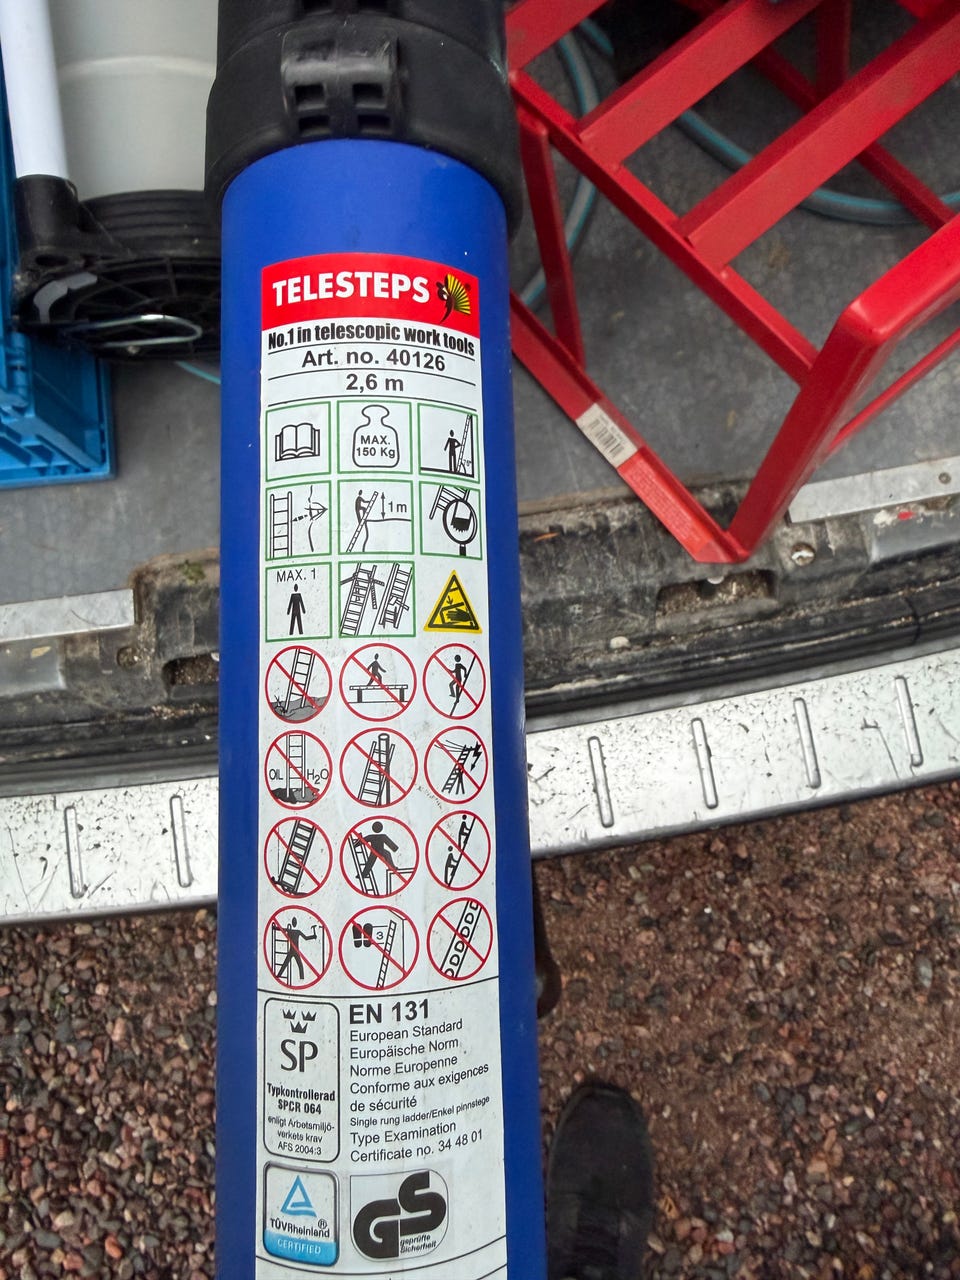 TELESTEPS
No.1 in telescopic work tools
Art. no. 40126
2,6 m
MAX.
150 Kg
75°
1m
MAX. 1
OIL H₂O
3
SP
Typkontrollerad
SPCR 064
enligt Arbetsmiljö-
verkets krav
AFS 2004:3
EN 131
European Standard
Europäische Norm
Norme Europenne
Conforme aux exigences
de sécurité
Single rung ladder/Enkel pinnstege
Type Examination
Certificate no. 34 48 01
TÜVRheinland®
CERTIFIED
GS
geprüfte
Sicherheit